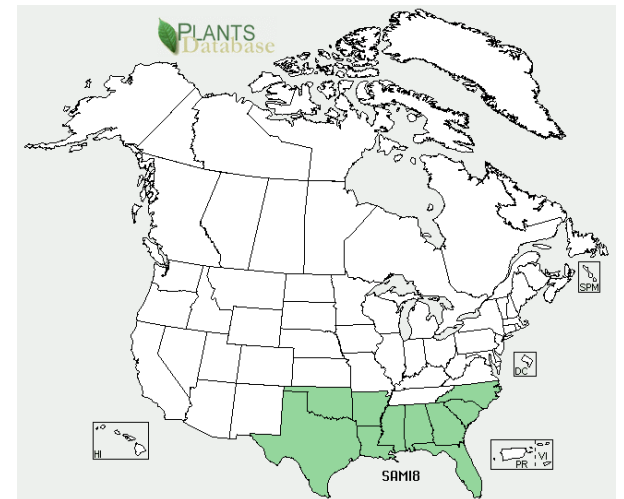 PLANTS
Database
SPM
DC
HI
PR
VI
SAMI8